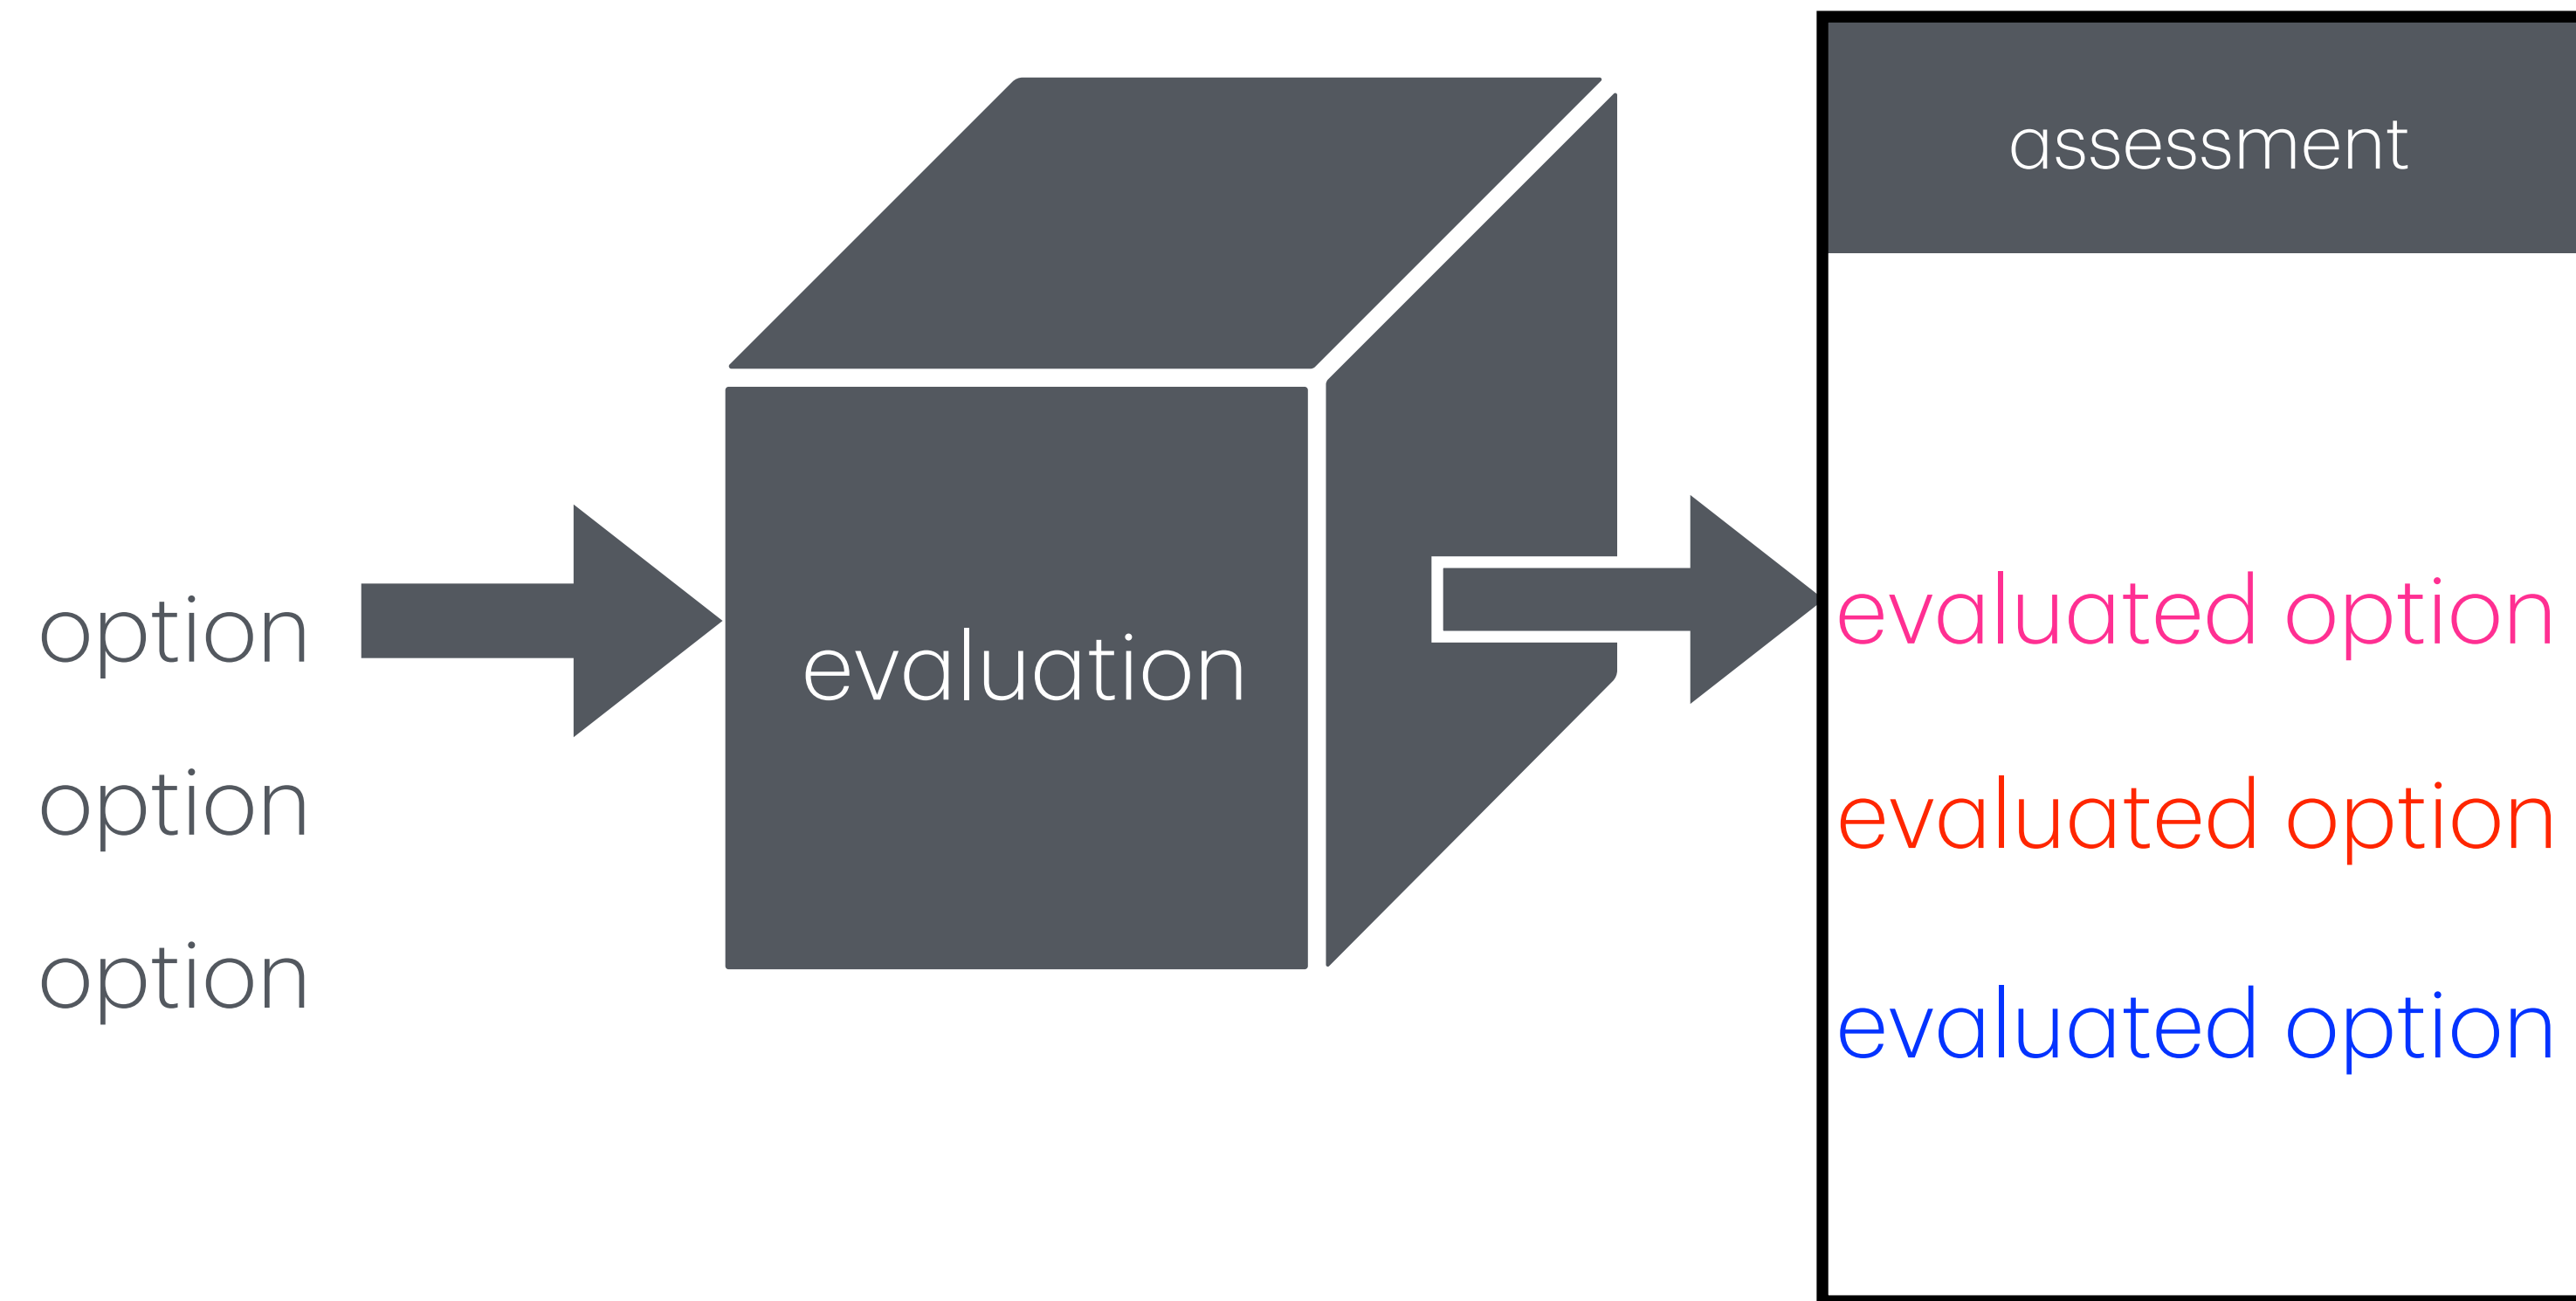 assessment
option
option
option
evaluation
evaluated option
evaluated option
evaluated option